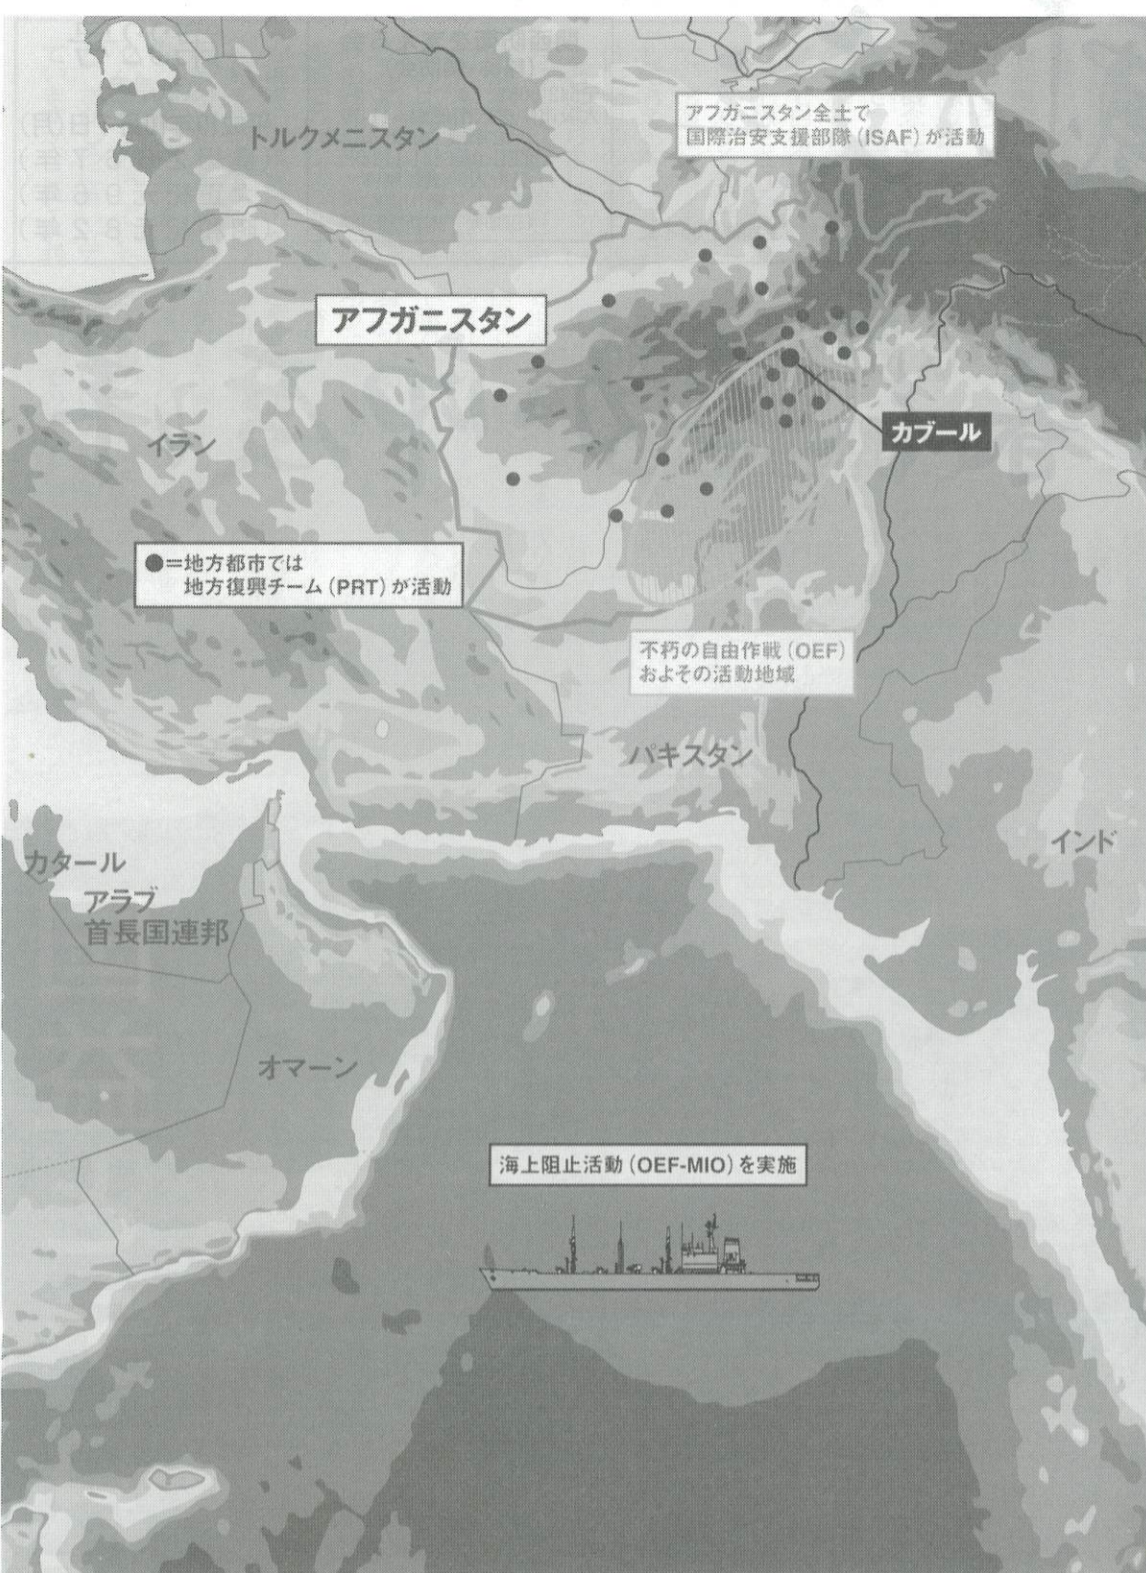 トルクメニスタン
アフガニスタン全土で
国際治安支援部隊(ISAF)が活動
アフガニスタン
カブール
イラン
●=地方都市では
地方復興チーム(PRT)が活動
不朽の自由作戦(OEF)
およその活動地域
パキスタン
インド
カタール
アラブ
首長国連邦
オマーン
海上阻止活動(OEF-MIO)を実施